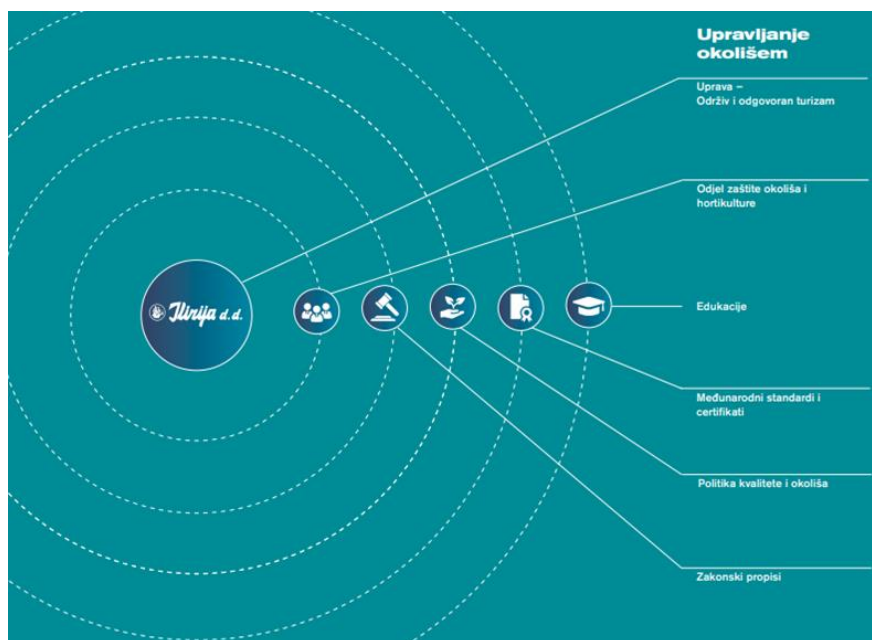 Upravljanje
okolišem
Uprava –
Održiv i odgovoran turizam
Odjel zaštite okoliša i
hortikulture
Ilirija d.d.
Edukacije
Međunarodni standardi i
certifikati
Politika kvalitete i okoliša
Zakonski propisi